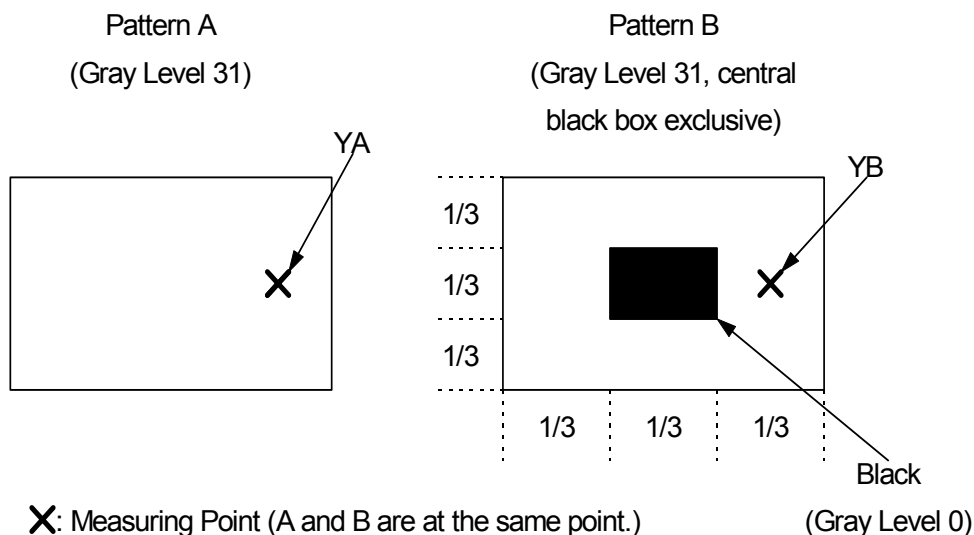 Pattern A
(Gray Level 31)
YA
Pattern B
(Gray Level 31, central
black box exclusive)
YB
1/3
1/3
1/3
1/3
1/3
1/3
Black
(Gray Level 0)
X: Measuring Point (A and B are at the same point.)